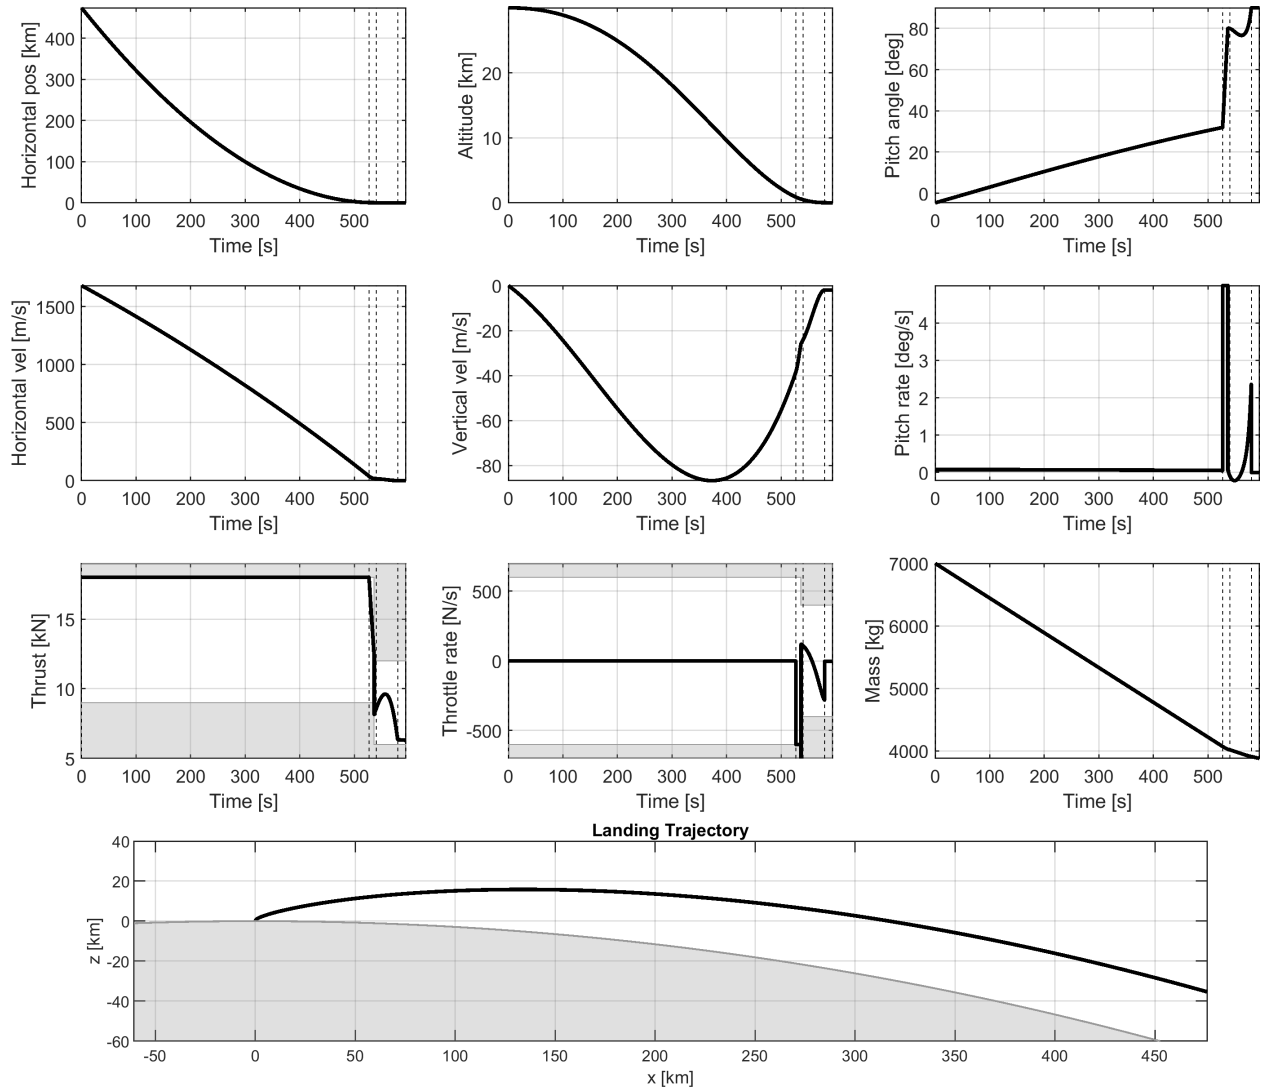 Horizontal pos [km]
400
300
200
100
0
0 100 200 300 400 500
Time [s]
Altitude [km]
20
10
0
0 100 200 300 400 500
Time [s]
Pitch angle [deg]
80
60
40
20
0
0 100 200 300 400 500
Time [s]
Horizontal vel [m/s]
1500
1000
500
0
0 100 200 300 400 500
Time [s]
Vertical vel [m/s]
0
-20
-40
-60
-80
0 100 200 300 400 500
Time [s]
Pitch rate [deg/s]
4
3
2
1
0
0 100 200 300 400 500
Time [s]
Thrust [kN]
15
10
5
0 100 200 300 400 500
Time [s]
Throttle rate [N/s]
500
0
-500
0 100 200 300 400 500
Time [s]
Mass [kg]
7000
6000
5000
4000
0 100 200 300 400 500
Time [s]
Landing Trajectory
z [km]
40
20
0
-20
-40
-60
-50 0 50 100 150 200 250 300 350 400 450
x [km]